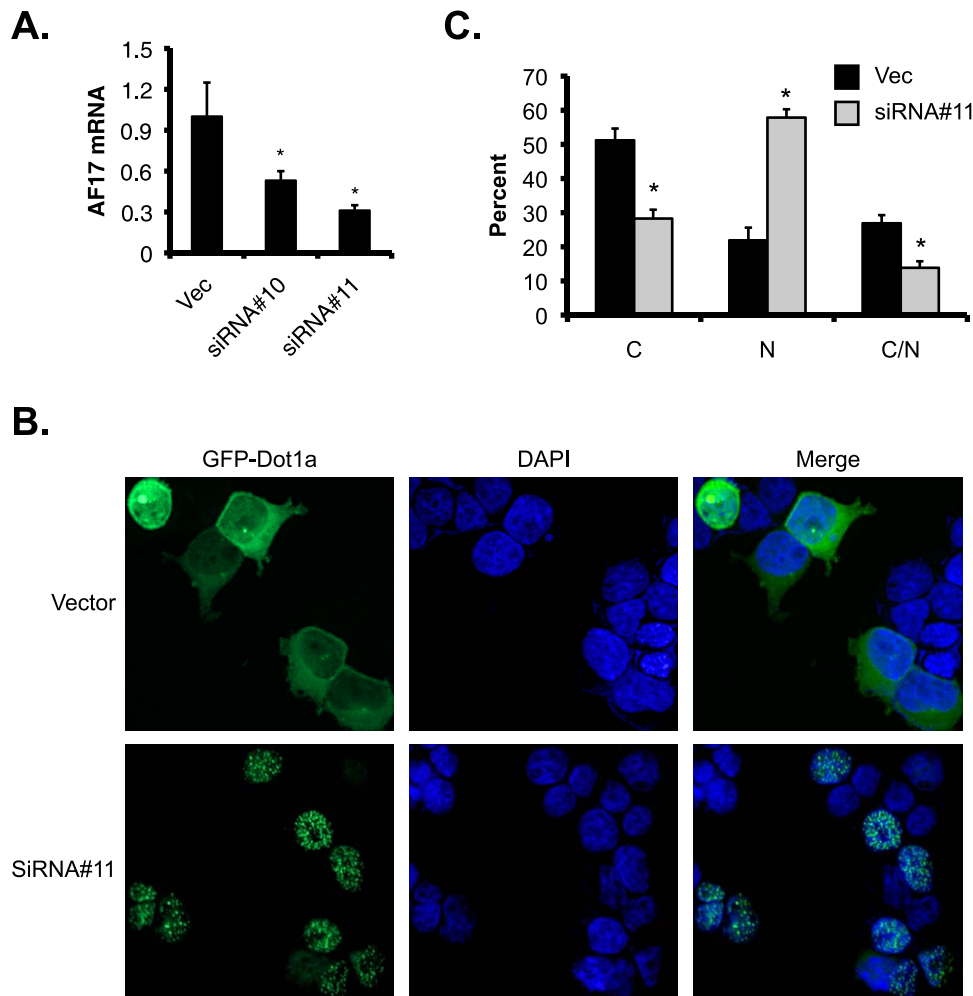 A.
AF17 mRNA
1.5
1.2
0.9
0.6
0.3
0
*
*
Vec
siRNA#10
siRNA#11
C.
Percent
70
60
50
40
30
20
10
0
Vec
siRNA#11
*
*
*
C
N
C/N
B.
GFP-Dot1a
DAPI
Merge
Vector
SiRNA#11